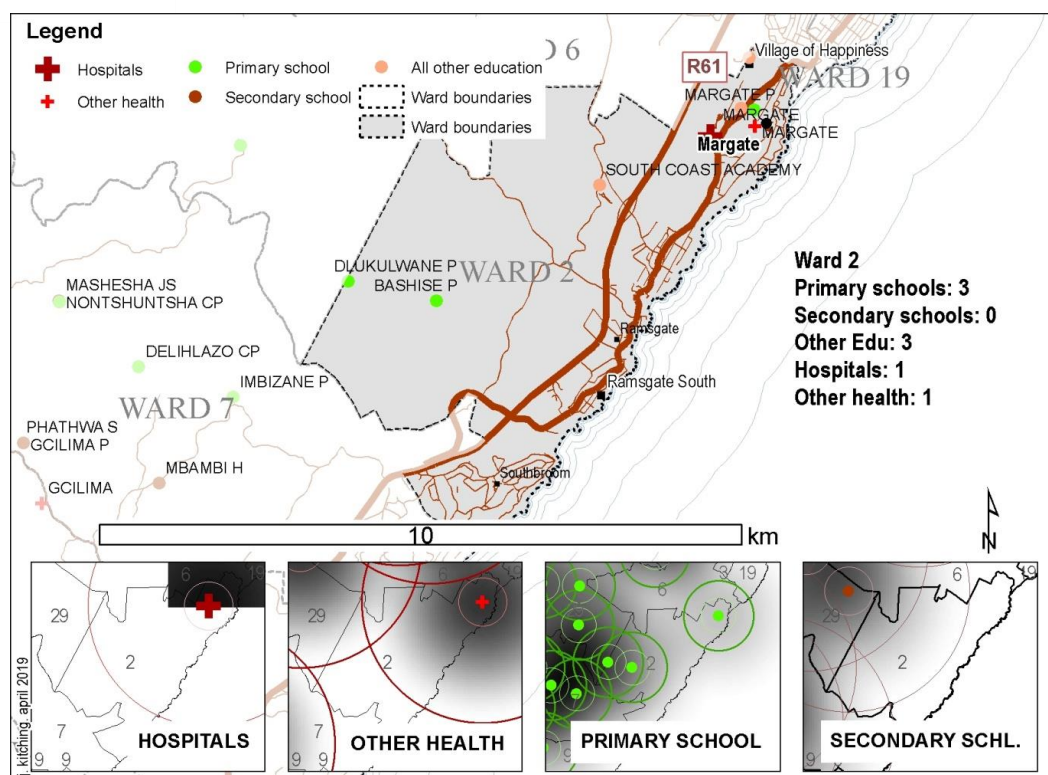 Legend
Hospitals
Other health
Primary school
Secondary school
All other education
Ward boundaries
Ward boundaries
WARD 6
R61
Village of Happiness
WARD 19
MARGATE P
MARGATE
MARGATE
Margate
SOUTH COAST ACADEMY
DLUKULWANE P
BASHISE P
WARD 2
MASHESHA JS
NONTSHUNTSHA CP
DELIHLAZO CP
IMBIZANE P
WARD 7
PHATHWA S
GCILIMA P
MBAMBI H
GCILIMA
Ramsgate
Ramsgate South
Southbroom
Ward 2
Primary schools: 3
Secondary schools: 0
Other Edu: 3
Hospitals: 1
Other health: 1
10
km
N
6
19
29
2
7
9 9
HOSPITALS
6
19
29
2
7
9 9
OTHER HEALTH
3
19
6
2
9
PRIMARY SCHOOL
6
29
2
SECONDARY SCHL.
j. kitching_april 2019